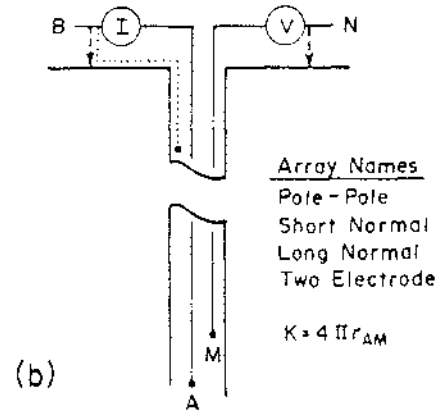 B I V N
Array Names
Pole-Pole
Short Normal
Long Normal
Two Electrode
K = 4 π r_AM
M
(b)
A